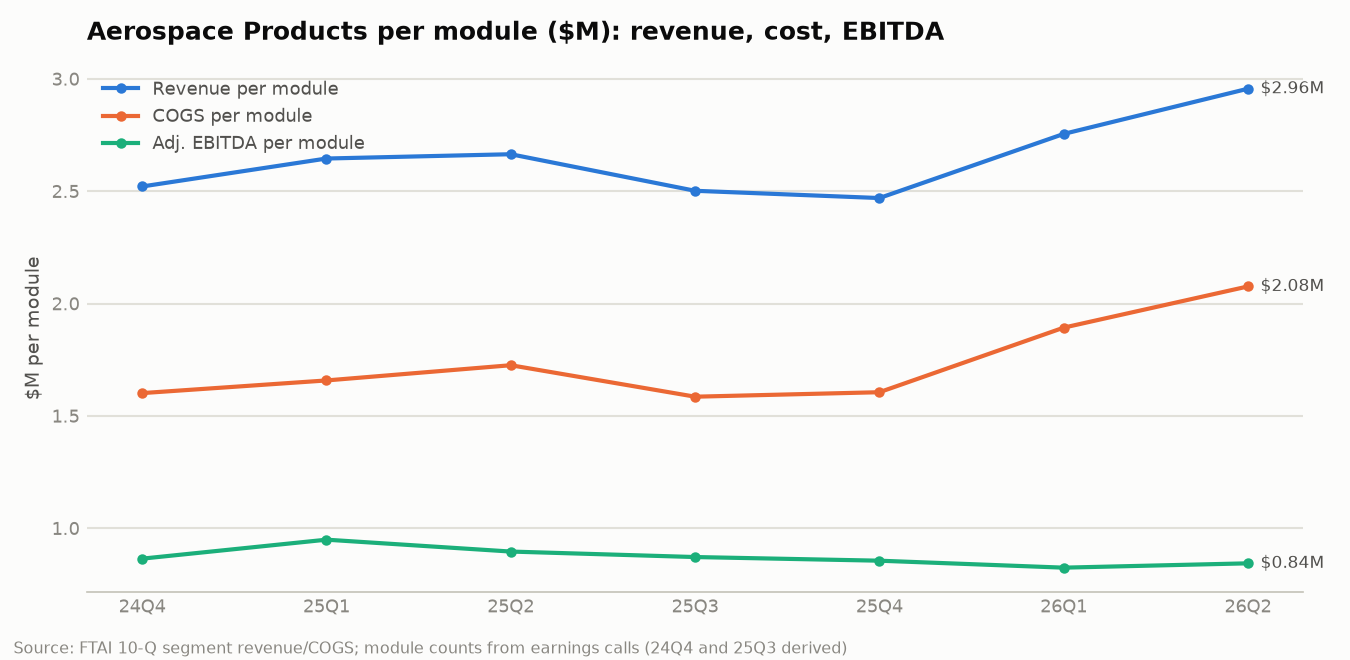 Aerospace Products per module ($M): revenue, cost, EBITDA
3.0
Revenue per module
$2.96M
COGS per module
Adj. EBITDA per module
2.5
$M per module
$2.08M
2.0
1.5
1.0
$0.84M
24Q4 25Q1 25Q2 25Q3 25Q4 26Q1 26Q2
Source: FTAI 10-Q segment revenue/COGS; module counts from earnings calls (24Q4 and 25Q3 derived)